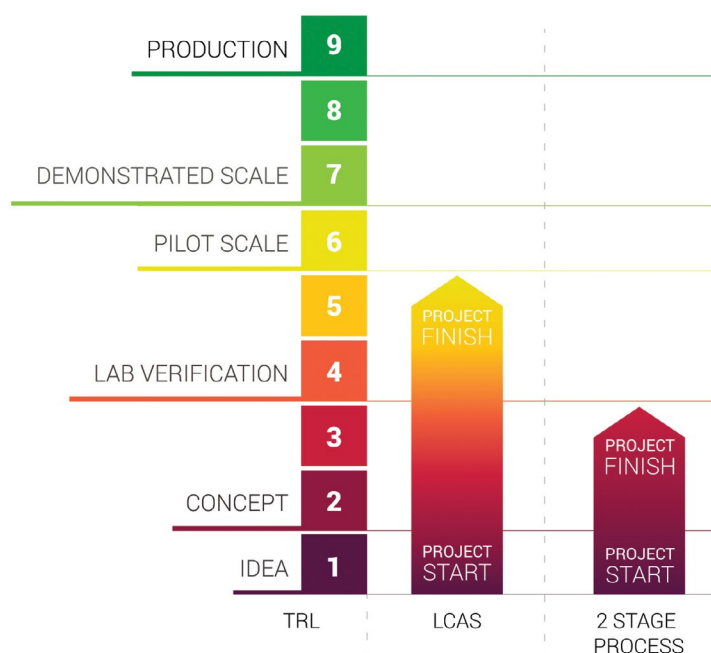 PRODUCTION 9
8
DEMONSTRATED SCALE 7
PILOT SCALE 6
5
PROJECT
FINISH
LAB VERIFICATION 4
3
PROJECT
FINISH
CONCEPT 2
IDEA 1
PROJECT
START
PROJECT
START
TRL
LCAS
2 STAGE
PROCESS